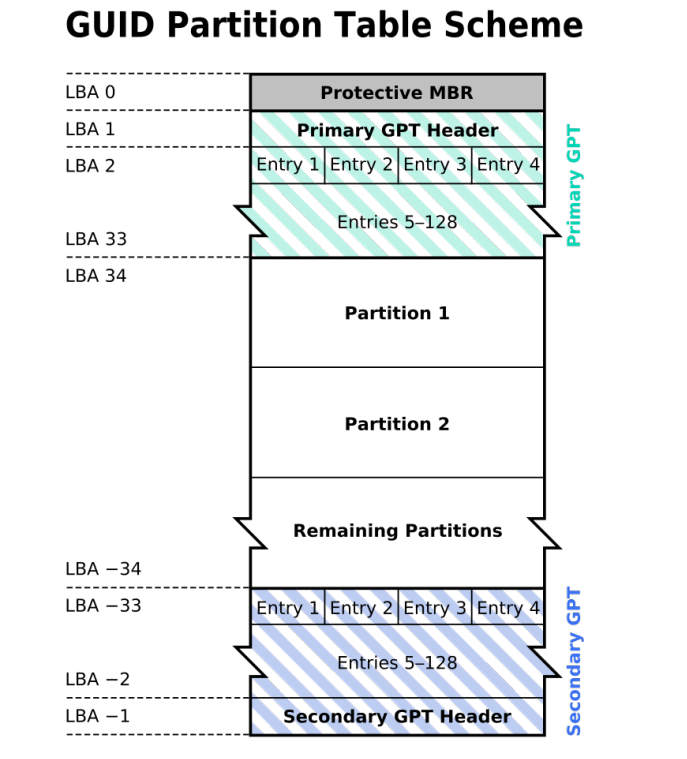 GUID Partition Table Scheme
LBA 0
Protective MBR
LBA 1
Primary GPT Header
LBA 2
Entry 1
Entry 2
Entry 3
Entry 4
Primary GPT
Entries 5–128
LBA 33
LBA 34
Partition 1
Partition 2
Remaining Partitions
LBA −34
LBA −33
Entry 1
Entry 2
Entry 3
Entry 4
Secondary GPT
Entries 5–128
LBA −2
LBA −1
Secondary GPT Header